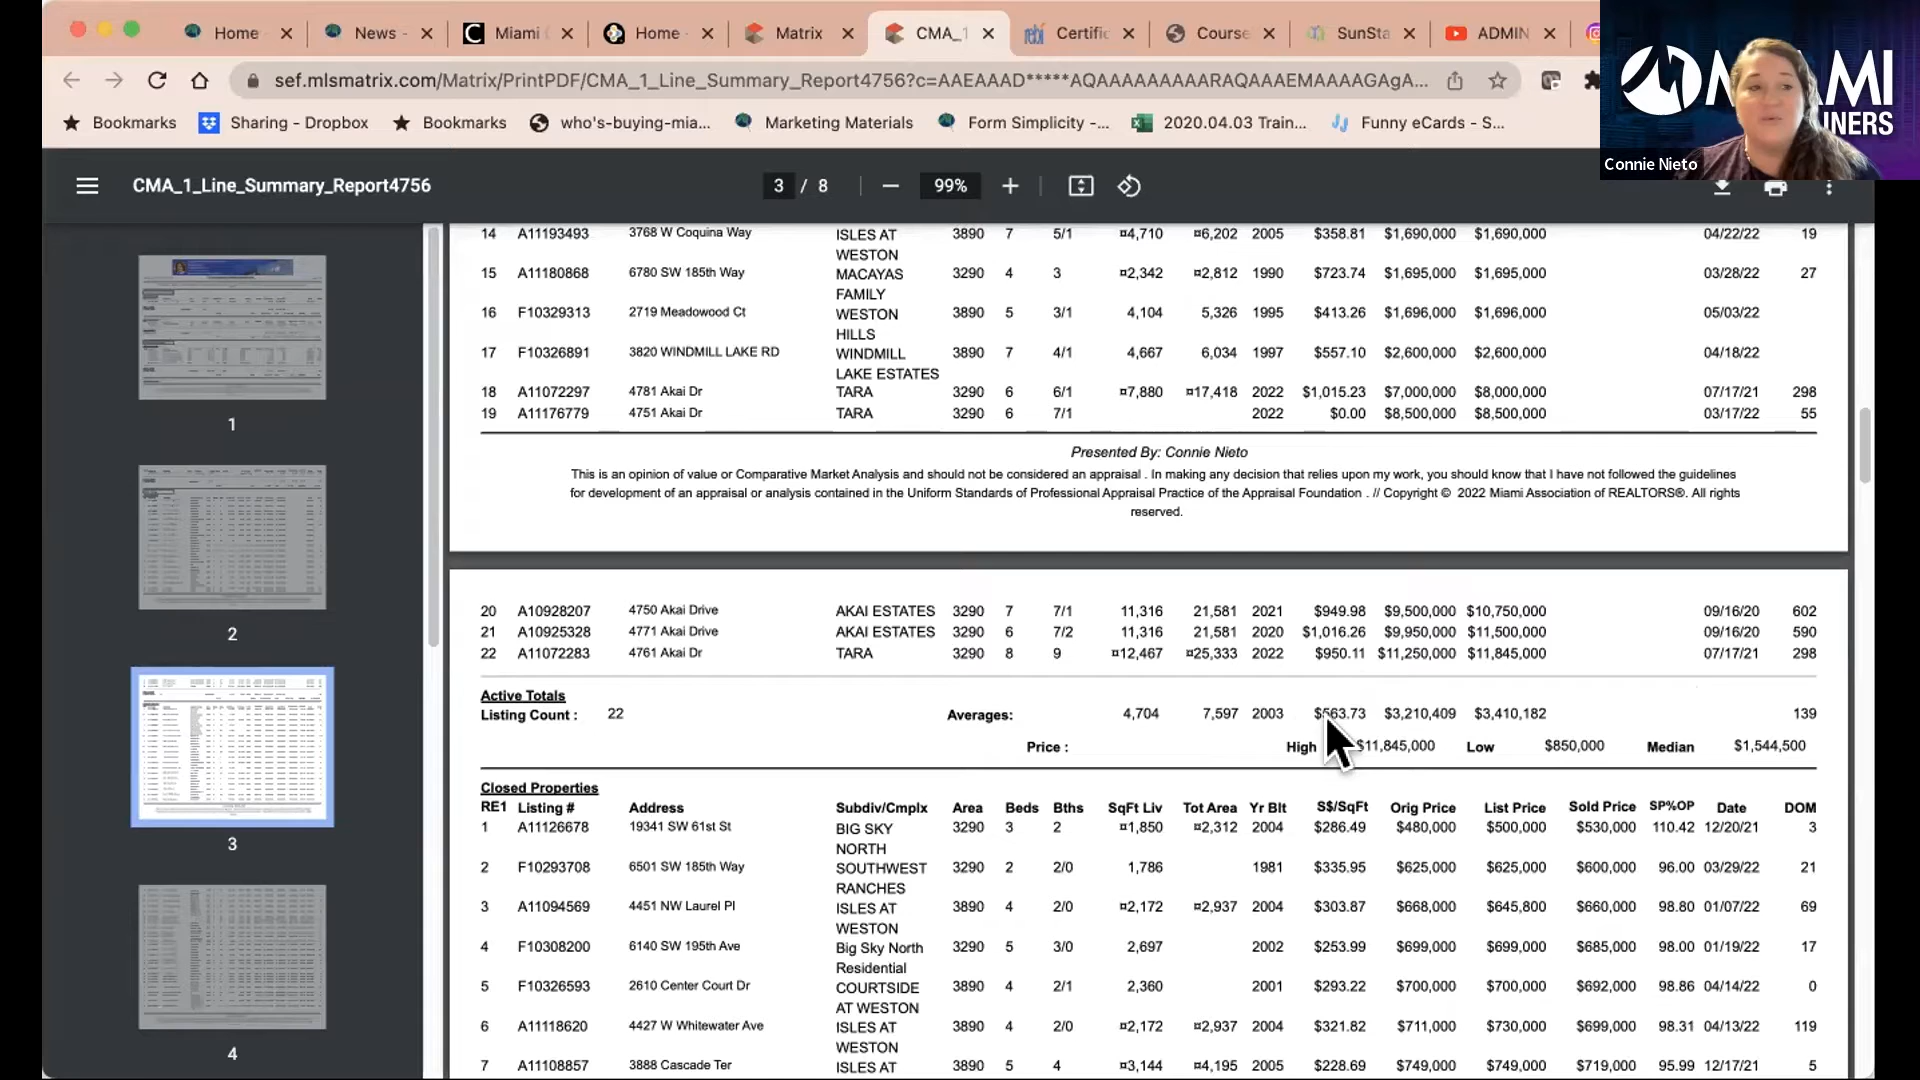 Home -
News -
Miami
Home -
Matrix
CMA_1
Certific
Course
SunSta
ADMIN
sef.mlsmatrix.com/Matrix/PrintPDF/CMA_1_Line_Summary_Report4756?c=AAEAAAD*****AQAAAAAAAAARAQAAAEMAAAAGAgA...
Bookmarks Sharing - Dropbox Bookmarks who's-buying-mia... Marketing Materials Form Simplicity -... 2020.04.03 Train... Funny eCards - S...
Connie Nieto
CMA_1_Line_Summary_Report4756 3 / 8 99%
1
2
3
4
14 A11193493 3768 W Coquina Way ISLES AT 3890 7 5/1 ¤4,710 ¤6,202 2005 $358.81 $1,690,000 $1,690,000 04/22/22 19
WESTON
15 A11180868 6780 SW 185th Way MACAYAS 3290 4 3 ¤2,342 ¤2,812 1990 $723.74 $1,695,000 $1,695,000 03/28/22 27
FAMILY
16 F10329313 2719 Meadowood Ct WESTON 3890 5 3/1 4,104 5,326 1995 $413.26 $1,696,000 $1,696,000 05/03/22
HILLS
17 F10326891 3820 WINDMILL LAKE RD WINDMILL 3890 7 4/1 4,667 6,034 1997 $557.10 $2,600,000 $2,600,000 04/18/22
LAKE ESTATES
18 A11072297 4781 Akai Dr TARA 3290 6 6/1 ¤7,880 ¤17,418 2022 $1,015.23 $7,000,000 $8,000,000 07/17/21 298
19 A11176779 4751 Akai Dr TARA 3290 6 7/1 2022 $0.00 $8,500,000 $8,500,000 03/17/22 55
Presented By: Connie Nieto
This is an opinion of value or Comparative Market Analysis and should not be considered an appraisal . In making any decision that relies upon my work, you should know that I have not followed the guidelines
for development of an appraisal or analysis contained in the Uniform Standards of Professional Appraisal Practice of the Appraisal Foundation . // Copyright © 2022 Miami Association of REALTORS®. All rights
reserved.
20 A10928207 4750 Akai Drive AKAI ESTATES 3290 7 7/1 11,316 21,581 2021 $949.98 $9,500,000 $10,750,000 09/16/20 602
21 A10925328 4771 Akai Drive AKAI ESTATES 3290 6 7/2 11,316 21,581 2020 $1,016.26 $9,950,000 $11,500,000 09/16/20 590
22 A11072283 4761 Akai Dr TARA 3290 8 9 ¤12,467 ¤25,333 2022 $950.11 $11,250,000 $11,845,000 07/17/21 298
Active Totals
Listing Count : 22 Averages: 4,704 7,597 2003 $3,210,409 $3,410,182 139
Price : High $11,845,000 Low $850,000 Median $1,544,500
Closed Properties
RE1 Listing # Address Subdiv/Cmplx Area Beds Bths SqFt Liv Tot Area Yr Blt S$/SqFt Orig Price List Price Sold Price SP%OP Date DOM
1 A11126678 19341 SW 61st St BIG SKY 3290 3 2 ¤1,850 ¤2,312 2004 $286.49 $480,000 $500,000 $530,000 110.42 12/20/21 3
NORTH
2 F10293708 6501 SW 185th Way SOUTHWEST 3290 2 2/0 1,786 1981 $335.95 $625,000 $625,000 $600,000 96.00 03/29/22 21
RANCHES
3 A11094569 4451 NW Laurel Pl ISLES AT 3890 4 2/0 ¤2,172 ¤2,937 2004 $303.87 $668,000 $645,800 $660,000 98.80 01/07/22 69
WESTON
4 F10308200 6140 SW 195th Ave Big Sky North 3290 5 3/0 2,697 2002 $253.99 $699,000 $699,000 $685,000 98.00 01/19/22 17
Residential
5 F10326593 2610 Center Court Dr COURTSIDE 3890 4 2/1 2,360 2001 $293.22 $700,000 $700,000 $692,000 98.86 04/14/22 0
AT WESTON
6 A11118620 4427 W Whitewater Ave ISLES AT 3890 4 2/0 ¤2,172 ¤2,937 2004 $321.82 $711,000 $730,000 $699,000 98.31 04/13/22 119
WESTON
7 A11108857 3888 Cascade Ter ISLES AT 3890 5 4 ¤3,144 ¤4,195 2005 $228.69 $749,000 $749,000 $719,000 95.99 12/17/21 5